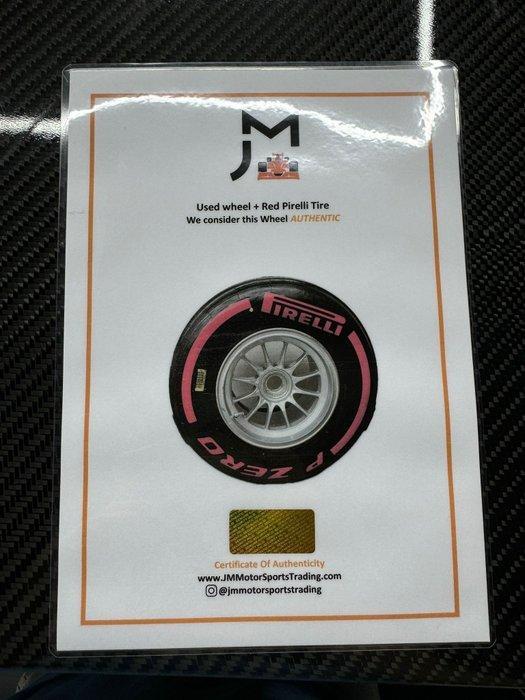 JM
Used wheel + Red Pirelli Tire
We consider this Wheel AUTHENTIC
PIRELLI
P ZERO
Certificate Of Authenticity
www.JMMotorSportsTrading.com
@jmmotorsportstrading